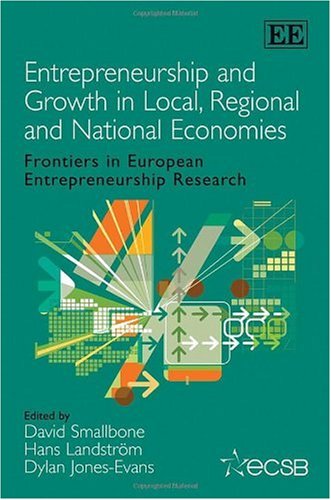 EE
Entrepreneurship and
Growth in Local, Regional
and National Economies
Frontiers in European
Entrepreneurship Research
Edited by
David Smallbone
Hans Landström
Dylan Jones-Evans
ecsb